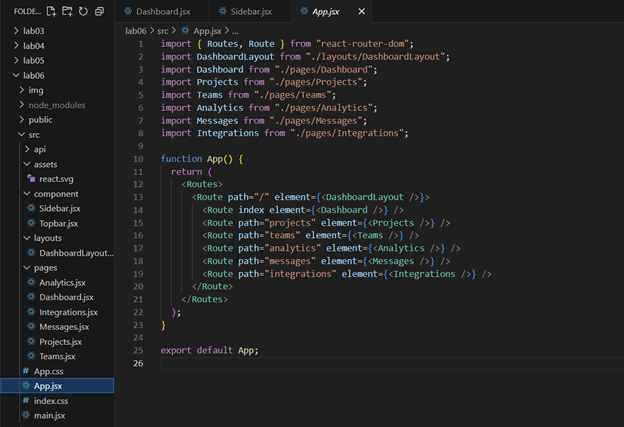 FOLDE...
Dashboard.jsx
Sidebar.jsx
App.jsx
lab06 > src > App.jsx > ...
lab03
lab04
lab05
lab06
img
node_modules
public
src
api
assets
react.svg
component
Sidebar.jsx
Topbar.jsx
layouts
DashboardLayout...
pages
Analytics.jsx
Dashboard.jsx
Integrations.jsx
Messages.jsx
Projects.jsx
Teams.jsx
# App.css
App.jsx
# index.css
main.jsx
1 import { Routes, Route } from "react-router-dom";
2 import DashboardLayout from "./layouts/DashboardLayout";
3 import Dashboard from "./pages/Dashboard";
4 import Projects from "./pages/Projects";
5 import Teams from "./pages/Teams";
6 import Analytics from "./pages/Analytics";
7 import Messages from "./pages/Messages";
8 import Integrations from "./pages/Integrations";
9
10 function App() {
11 return (
12 <Routes>
13 <Route path="/" element={<DashboardLayout />}>
14 <Route index element={<Dashboard />} />
15 <Route path="projects" element={<Projects />} />
16 <Route path="teams" element={<Teams />} />
17 <Route path="analytics" element={<Analytics />} />
18 <Route path="messages" element={<Messages />} />
19 <Route path="integrations" element={<Integrations />} />
20 </Route>
21 </Routes>
22 );
23 }
24
25 export default App;
26